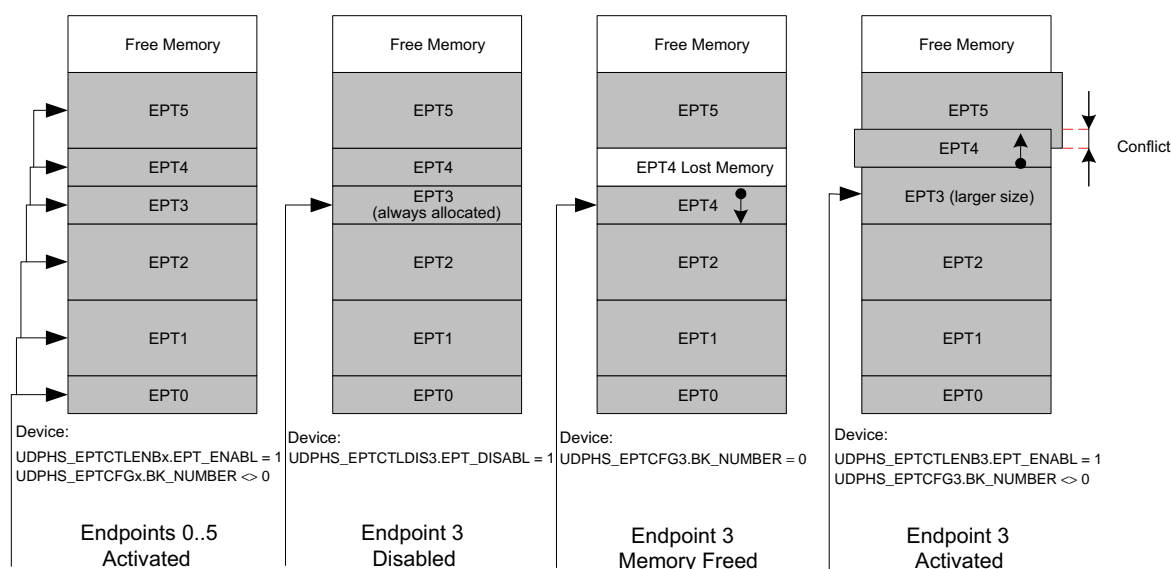 Free Memory
EPT5
EPT4
EPT3
EPT2
EPT1
EPT0
Device:
UDPHS_EPTCTLENBx.EPT_ENABL = 1
UDPHS_EPTCFGx.BK_NUMBER <> 0
Endpoints 0..5
Activated
Free Memory
EPT5
EPT4
EPT3
(always allocated)
EPT2
EPT1
EPT0
Device:
UDPHS_EPTCTLDIS3.EPT_DISABL = 1
Endpoint 3
Disabled
Free Memory
EPT5
EPT4 Lost Memory
EPT4
EPT2
EPT1
EPT0
Device:
UDPHS_EPTCFG3.BK_NUMBER = 0
Endpoint 3
Memory Freed
Free Memory
EPT5
EPT4
Conflict
EPT3 (larger size)
EPT2
EPT1
EPT0
Device:
UDPHS_EPTCTLENB3.EPT_ENABL = 1
UDPHS_EPTCFG3.BK_NUMBER <> 0
Endpoint 3
Activated